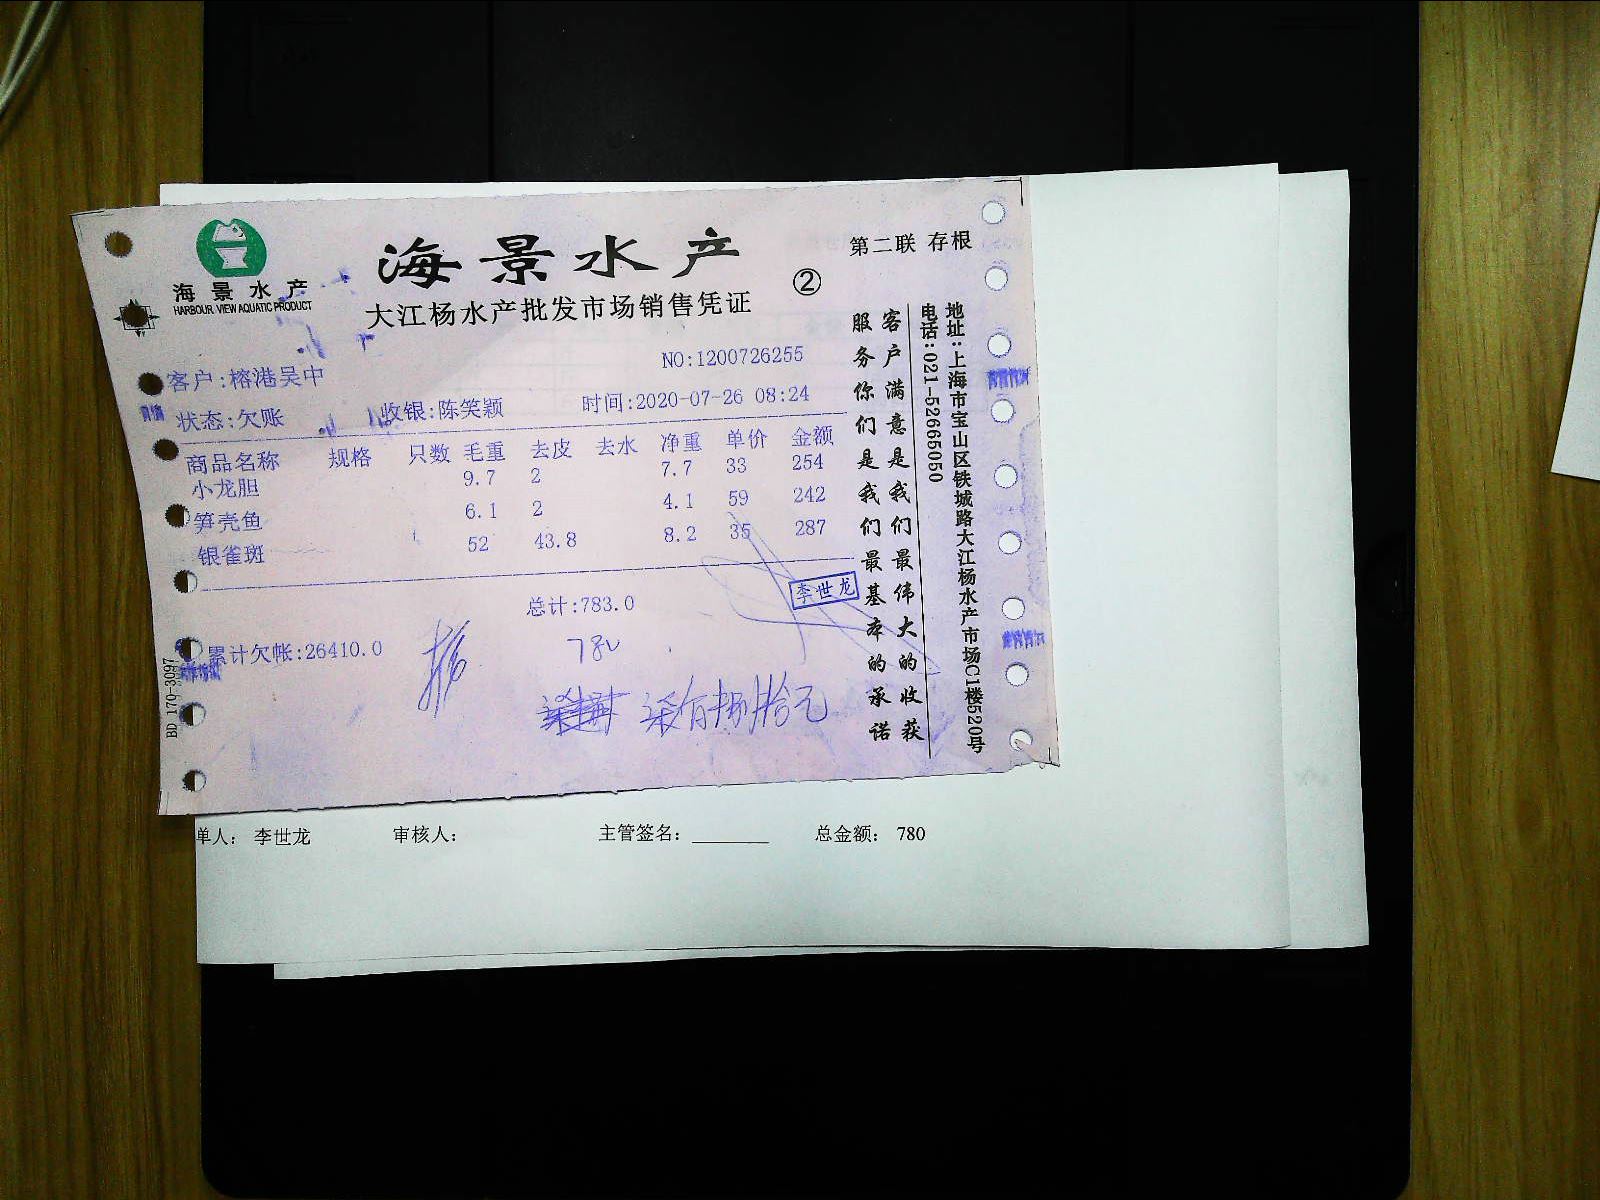 海景水产
HARBOUR VIEW AQUATIC PRODUCT
海景水产
大江杨水产批发市场销售凭证
②
第二联 存根
NO:1200726255
客户:榕港吴中
状态:欠账 收银:陈笑颖 时间:2020-07-26 08:24
商品名称 规格 只数 毛重 去皮 去水 净重 单价 金额
小龙胆 9.7 2 7.7 33 254
笋壳鱼 6.1 2 4.1 59 242
银雀斑 52 43.8 8.2 35 287
总计:783.0
李世龙
累计欠帐:26410.0
780
柒佰捌拾元
BD 170-3097
客户满意是我们最伟大的收获
服务你们是我们最基本的承诺
地址:上海市宝山区铁城路大江杨水产市场C1楼520号
电话:021-52665050
单人: 李世龙 审核人: 主管签名: ________ 总金额: 780